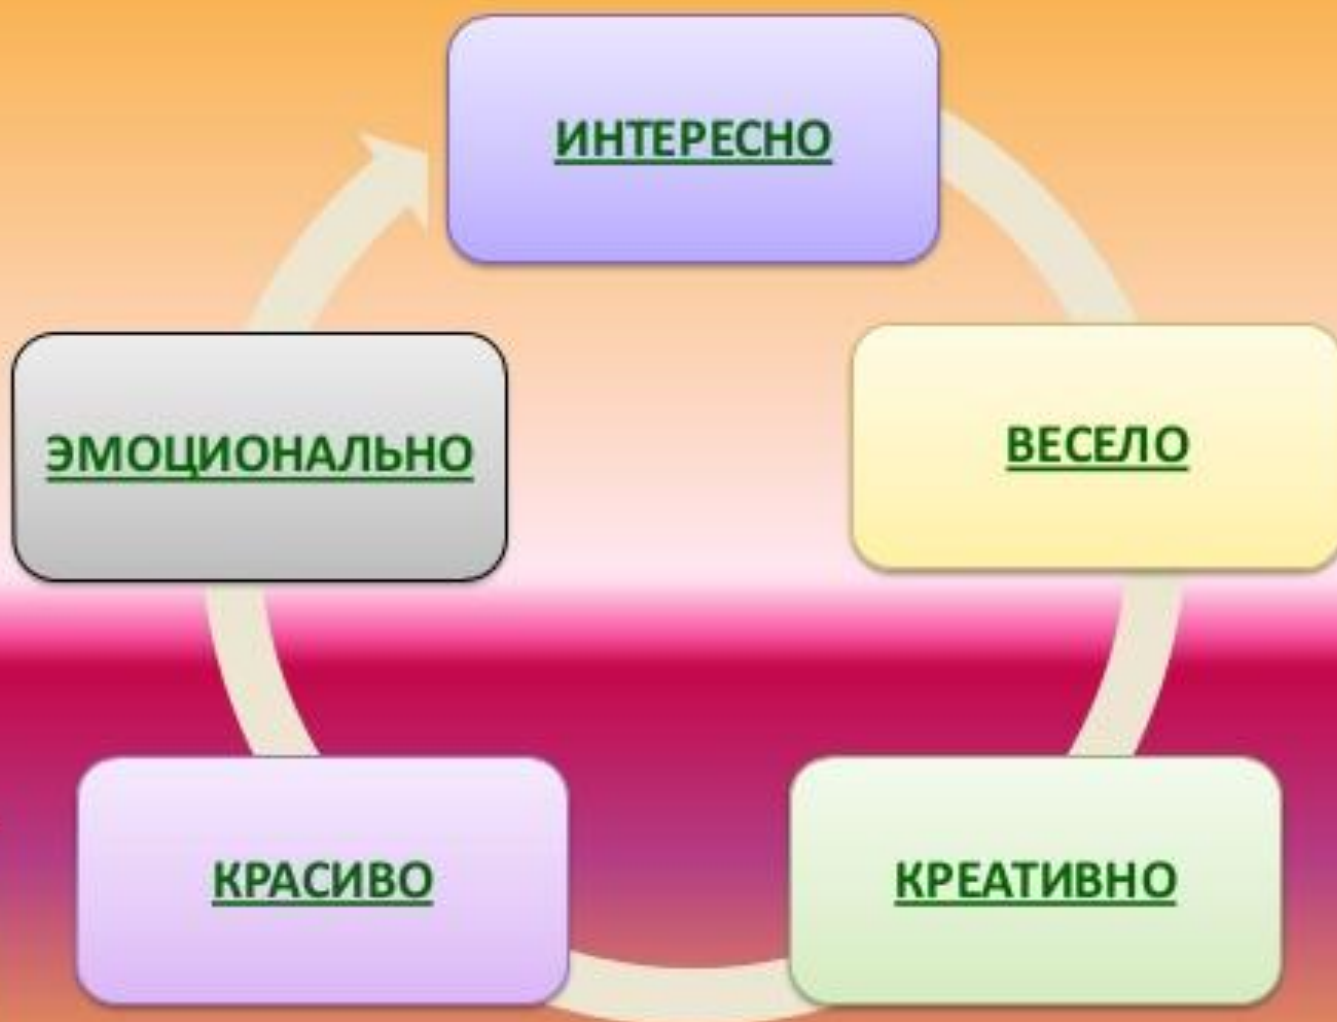 ИНТЕРЕСНО
ВЕСЕЛО
КРЕАТИВНО
КРАСИВО
ЭМОЦИОНАЛЬНО